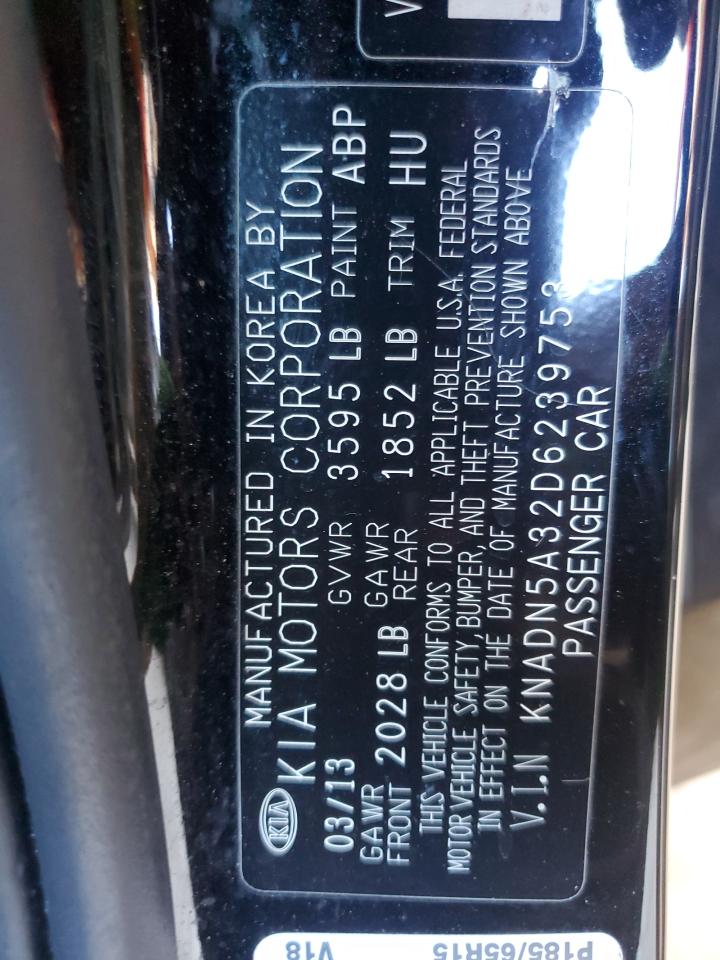 KIA
MANUFACTURED IN KOREA BY
KIA MOTORS CORPORATION
03/13 GVWR 3595 LB PAINT ABP
GAWR FRONT 2028 LB GAWR REAR 1852 LB TRIM HU
THIS VEHICLE CONFORMS TO ALL APPLICABLE U.S.A. FEDERAL
MOTOR VEHICLE SAFETY, BUMPER, AND THEFT PREVENTION STANDARDS
IN EFFECT ON THE DATE OF MANUFACTURE SHOWN ABOVE
V.I.N KNADN5A32D6239753
PASSENGER CAR
V18
P185/65R15
V